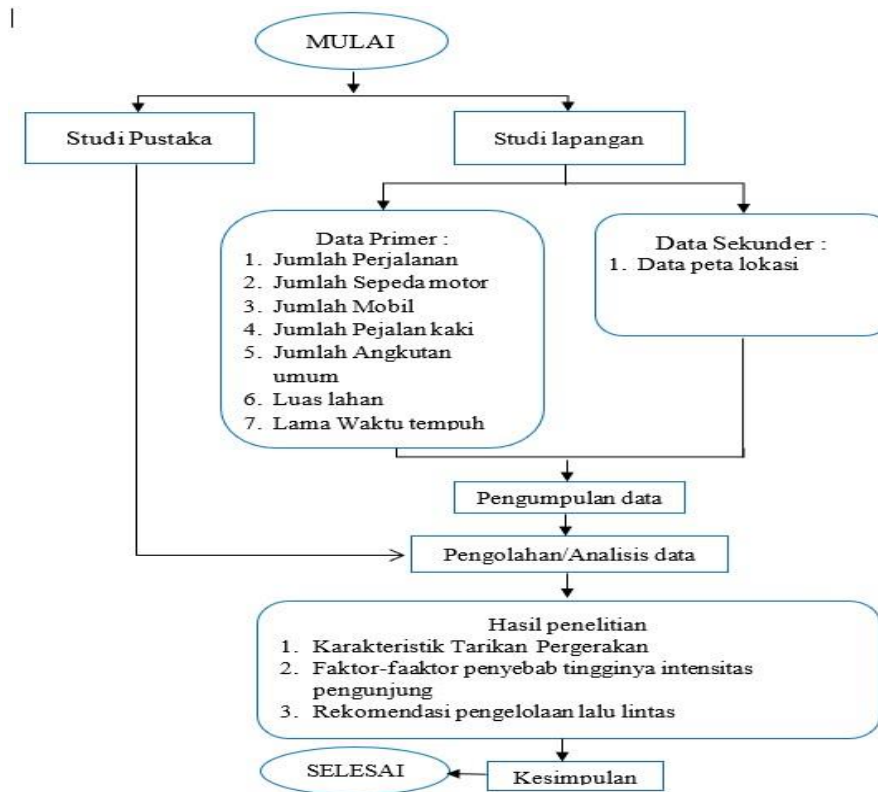 MULAI
Studi Pustaka
Studi lapangan
Data Primer :
1. Jumlah Perjalanan
2. Jumlah Sepeda motor
3. Jumlah Mobil
4. Jumlah Pejalan kaki
5. Jumlah Angkutan
umum
6. Luas lahan
7. Lama Waktu tempuh
Data Sekunder :
1. Data peta lokasi
Pengumpulan data
Pengolahan/Analisis data
Hasil penelitian
1. Karakteristik Tarikan Pergerakan
2. Faktor-faaktor penyebab tingginya intensitas
pengunjung
3. Rekomendasi pengelolaan lalu lintas
SELESAI
Kesimpulan